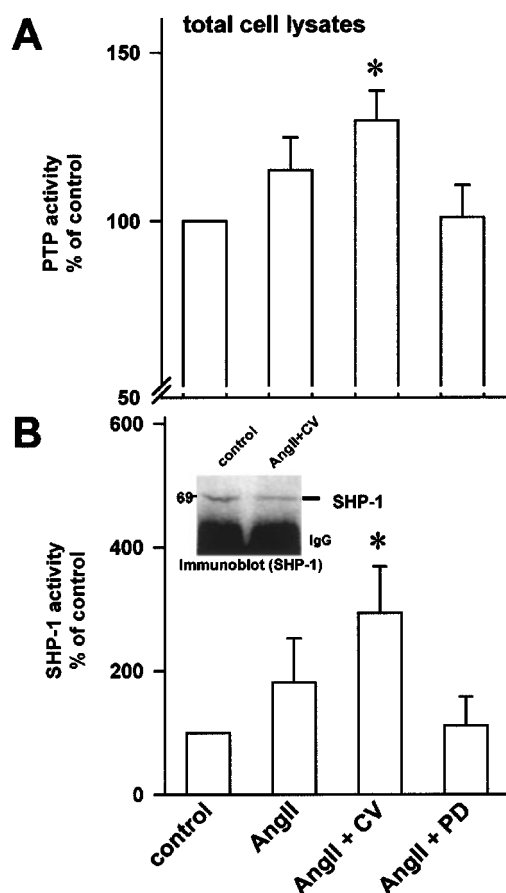 A
total cell lysates
150
*
PTP activity
% of control
100
50
B
600
control
AngII+CV
69
SHP-1
IgG
Immunoblot (SHP-1)
*
400
SHP-1 activity
% of control
200
0
control
AngII
AngII + CV
AngII + PD